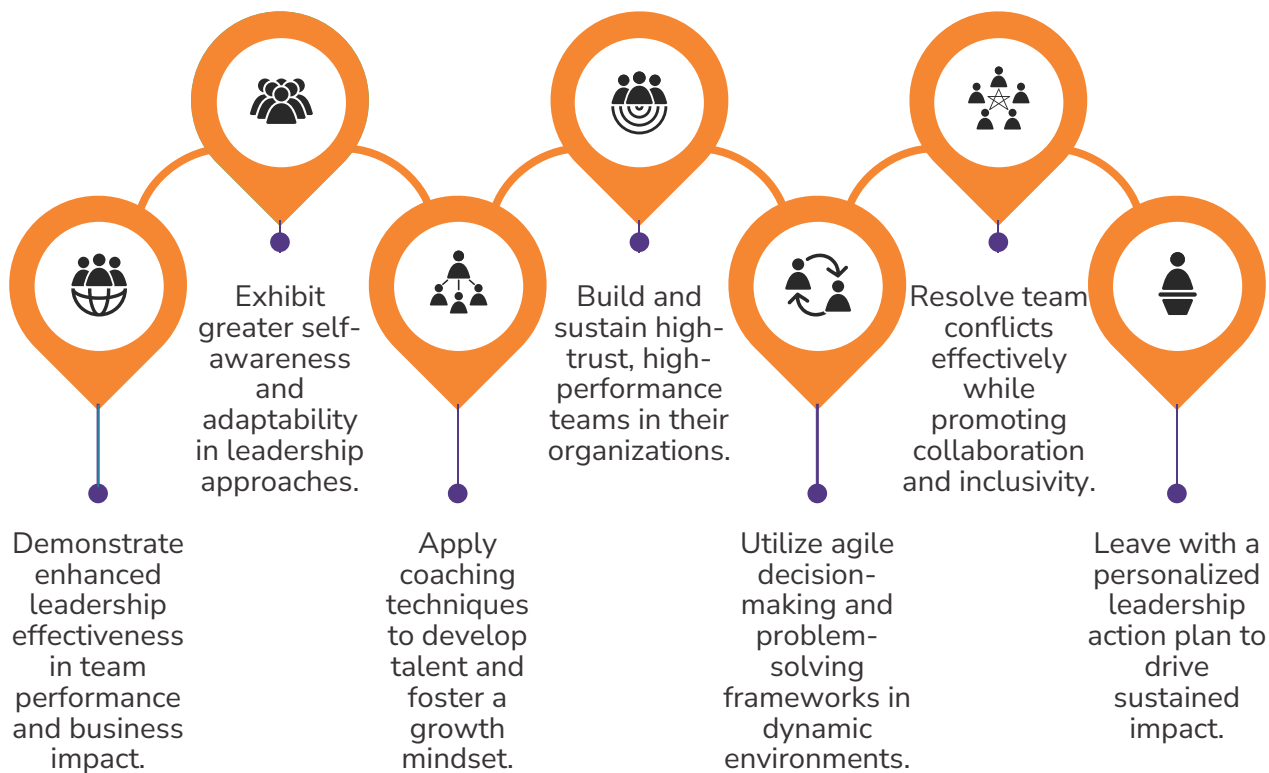 Demonstrate
enhanced
leadership
effectiveness
in team
performance
and business
impact.
Exhibit
greater self-
awareness
and
adaptability
in leadership
approaches.
Apply
coaching
techniques
to develop
talent and
foster a
growth
mindset.
Build and
sustain high-
trust, high-
performance
teams in their
organizations.
Utilize agile
decision-
making and
problem-
solving
frameworks in
dynamic
environments.
Resolve team
conflicts
effectively
while
promoting
collaboration
and inclusivity.
Leave with a
personalized
leadership
action plan to
drive
sustained
impact.